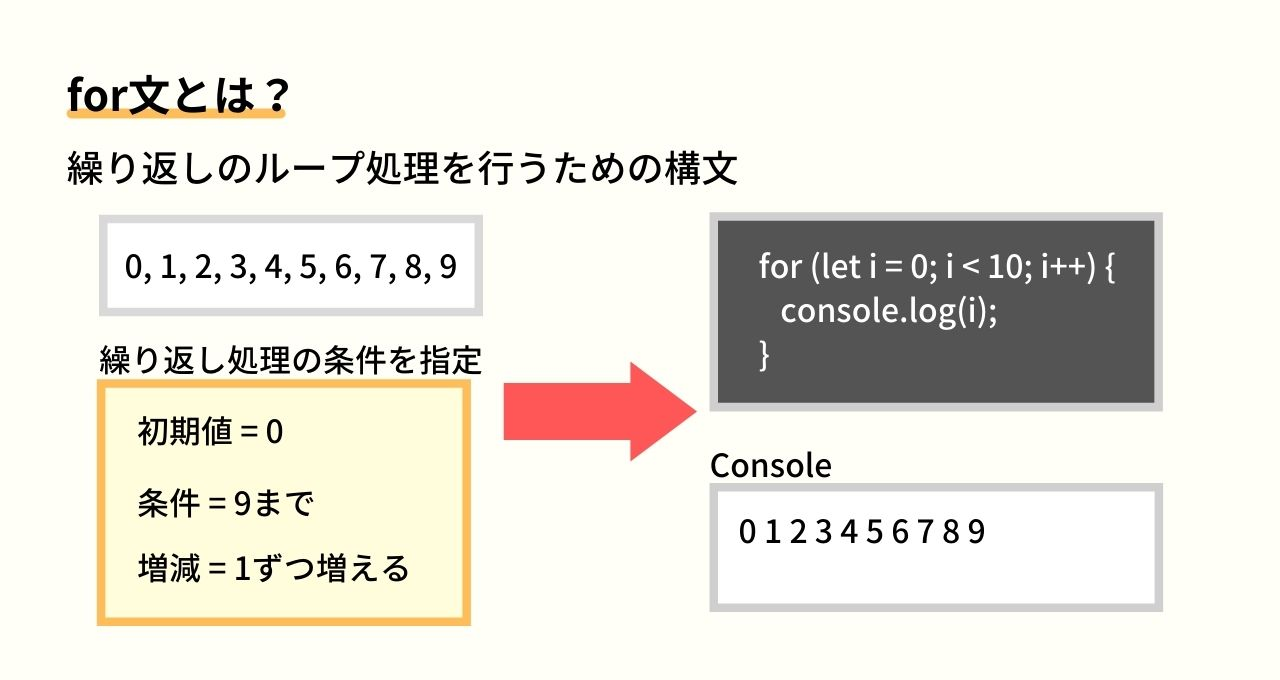 for文とは？
繰り返しのループ処理を行うための構文
0, 1, 2, 3, 4, 5, 6, 7, 8, 9
繰り返し処理の条件を指定
初期値 = 0
条件 = 9まで
増減 = 1ずつ増える
for (let i = 0; i < 10; i++) {
console.log(i);
}
Console
0 1 2 3 4 5 6 7 8 9